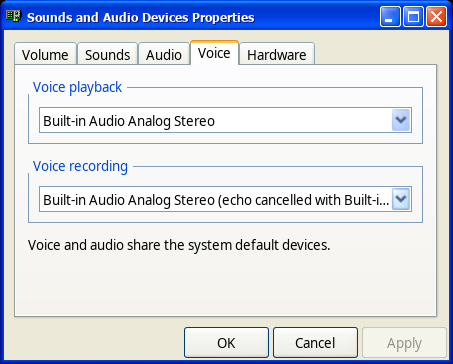 Sounds and Audio Devices Properties
Volume Sounds Audio Voice Hardware
Voice playback
Built-in Audio Analog Stereo
Voice recording
Built-in Audio Analog Stereo (echo cancelled with Built-i...
Voice and audio share the system default devices.
OK Cancel Apply